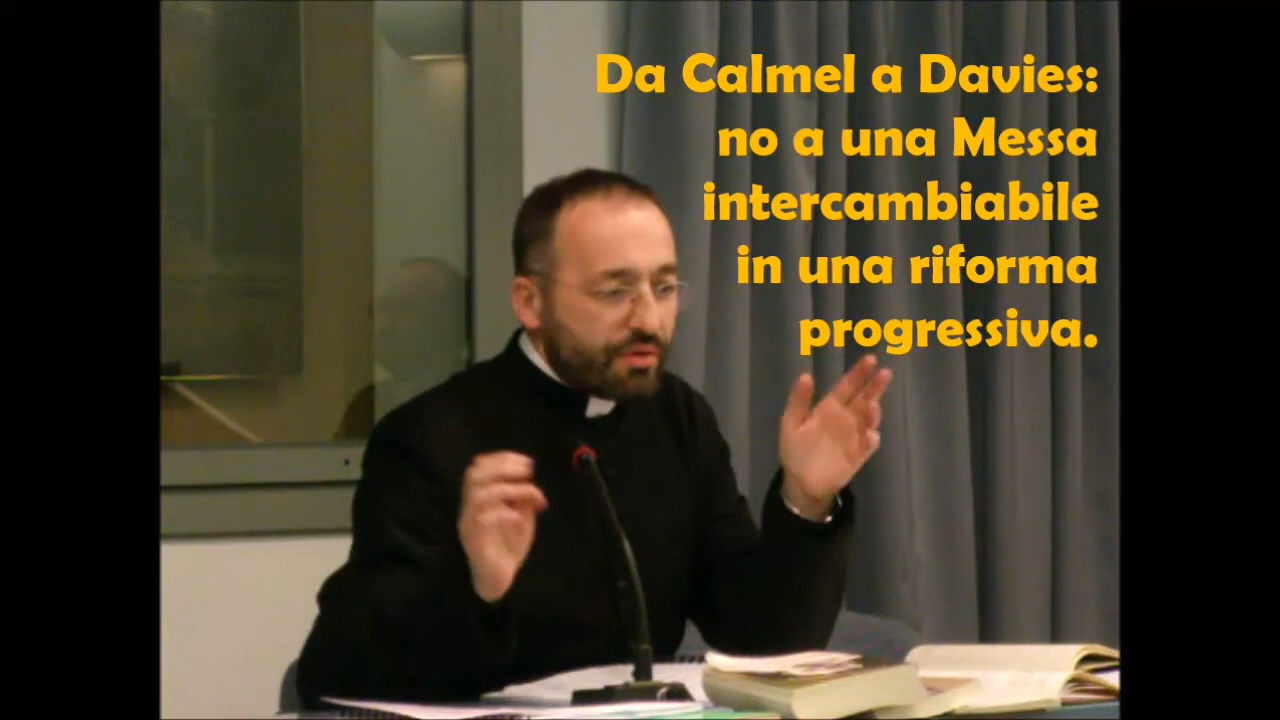 Da Calmel a Davies:
no a una Messa
intercambiabile
in una riforma
progressiva.